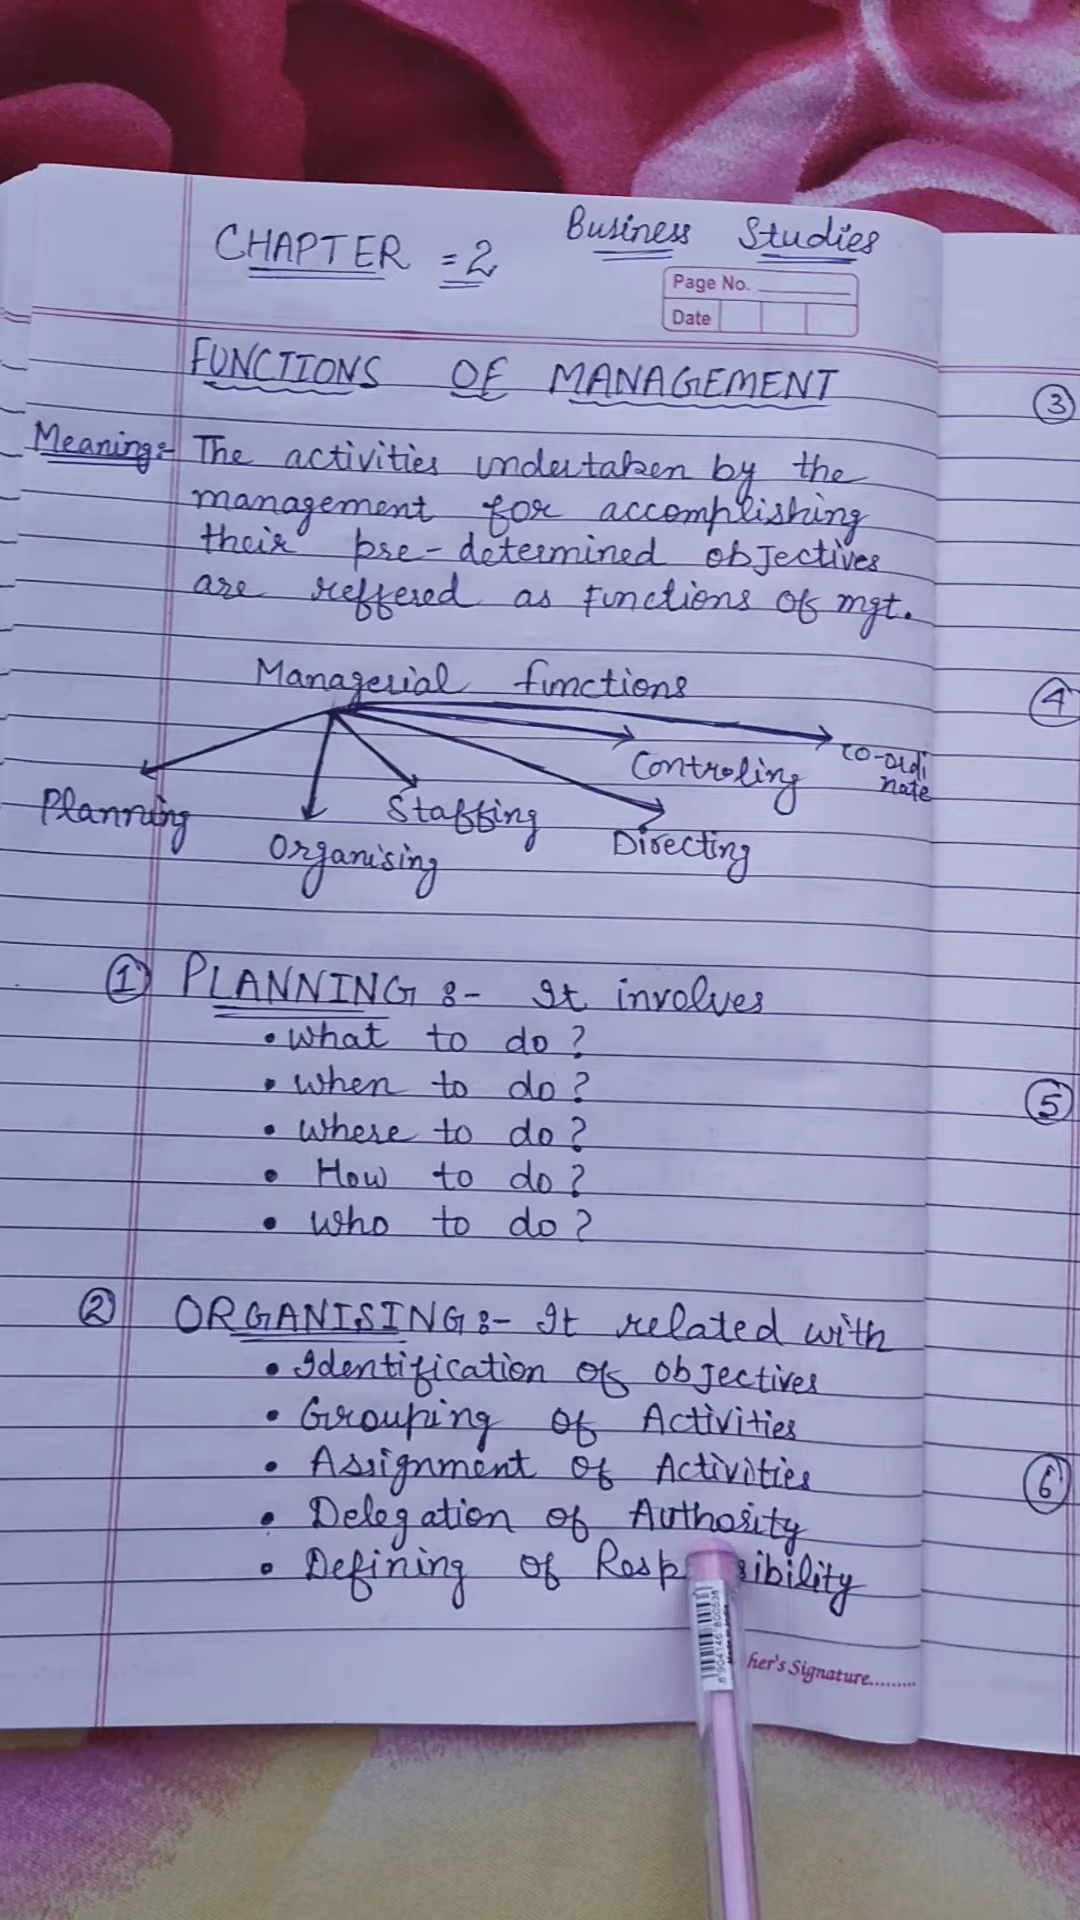 CHAPTER = 2 Business Studies
Page No.
Date
FUNCTIONS OF MANAGEMENT
Meaning:- The activities undertaken by the
management for accomplishing
their pre-determined objectives
are reffered as functions of mgt.
Managerial functions
Planning Organising Staffing Controling Directing co-ordi
nate
① PLANNING :- It involves
• What to do ?
• When to do ?
• Where to do ?
• How to do ?
• Who to do ?
② ORGANISING :- It related with
• Identification of objectives
• Grouping of Activities
• Assignment of Activities
• Delegation of Authority
• Defining of Resp sibility
her's Signature.........
③
④
⑤
⑥
8 904146 800538